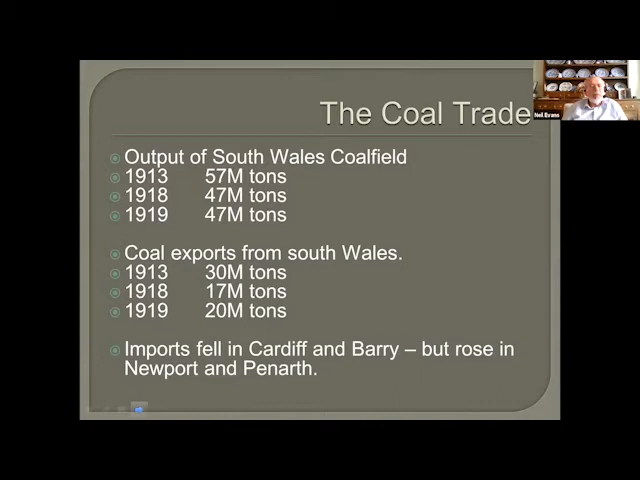 The Coal Trade
Neil Evans
Output of South Wales Coalfield
1913 57M tons
1918 47M tons
1919 47M tons
Coal exports from south Wales.
1913 30M tons
1918 17M tons
1919 20M tons
Imports fell in Cardiff and Barry – but rose in
Newport and Penarth.